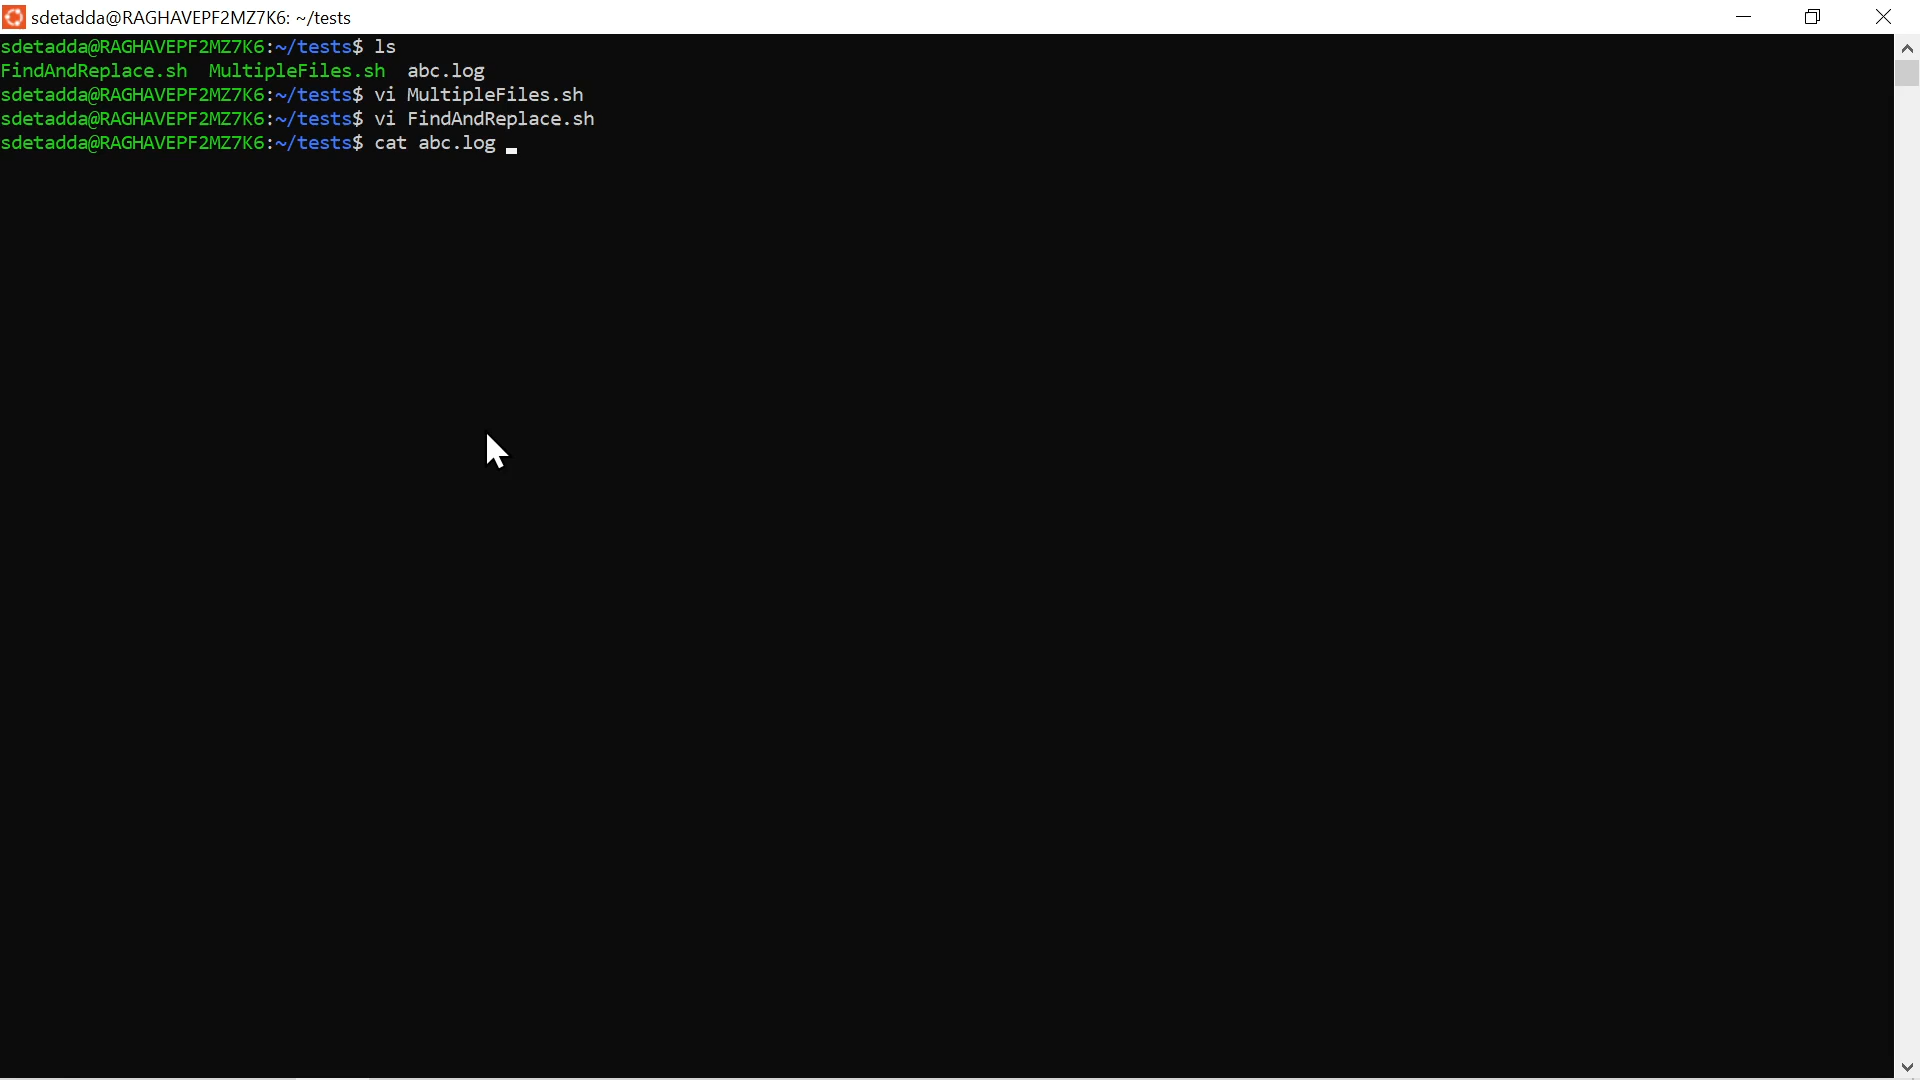 sdetadda@RAGHAVEPF2MZ7K6: ~/tests
sdetadda@RAGHAVEPF2MZ7K6:~/tests$ ls
FindAndReplace.sh  MultipleFiles.sh  abc.log
sdetadda@RAGHAVEPF2MZ7K6:~/tests$ vi MultipleFiles.sh
sdetadda@RAGHAVEPF2MZ7K6:~/tests$ vi FindAndReplace.sh
sdetadda@RAGHAVEPF2MZ7K6:~/tests$ cat abc.log